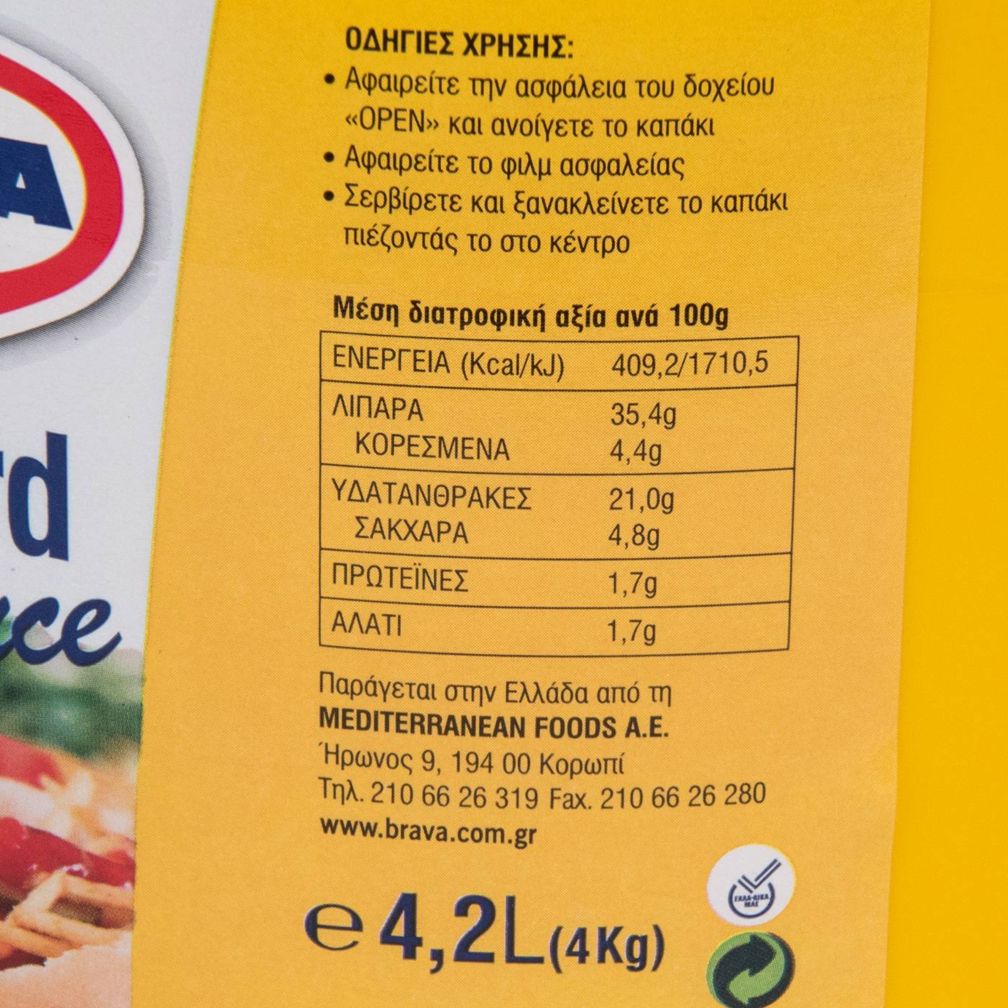 A
rd
ce
ΟΔΗΓΙΕΣ ΧΡΗΣΗΣ:
• Αφαιρείτε την ασφάλεια του δοχείου
«OPEN» και ανοίγετε το καπάκι
• Αφαιρείτε το φιλμ ασφαλείας
• Σερβίρετε και ξανακλείνετε το καπάκι
πιέζοντάς το στο κέντρο
Μέση διατροφική αξία ανά 100g
ΕΝΕΡΓΕΙΑ (Kcal/kJ) 409,2/1710,5
ΛΙΠΑΡΑ 35,4g
ΚΟΡΕΣΜΕΝΑ 4,4g
ΥΔΑΤΑΝΘΡΑΚΕΣ 21,0g
ΣΑΚΧΑΡΑ 4,8g
ΠΡΩΤΕΪΝΕΣ 1,7g
ΑΛΑΤΙ 1,7g
Παράγεται στην Ελλάδα από τη
MEDITERRANEAN FOODS A.E.
Ήρωνος 9, 194 00 Κορωπί
Τηλ. 210 66 26 319 Fax. 210 66 26 280
www.brava.com.gr
e 4,2L (4Kg)
ΕΛΛΑ-ΔΙΚΑ
ΜΑΣ